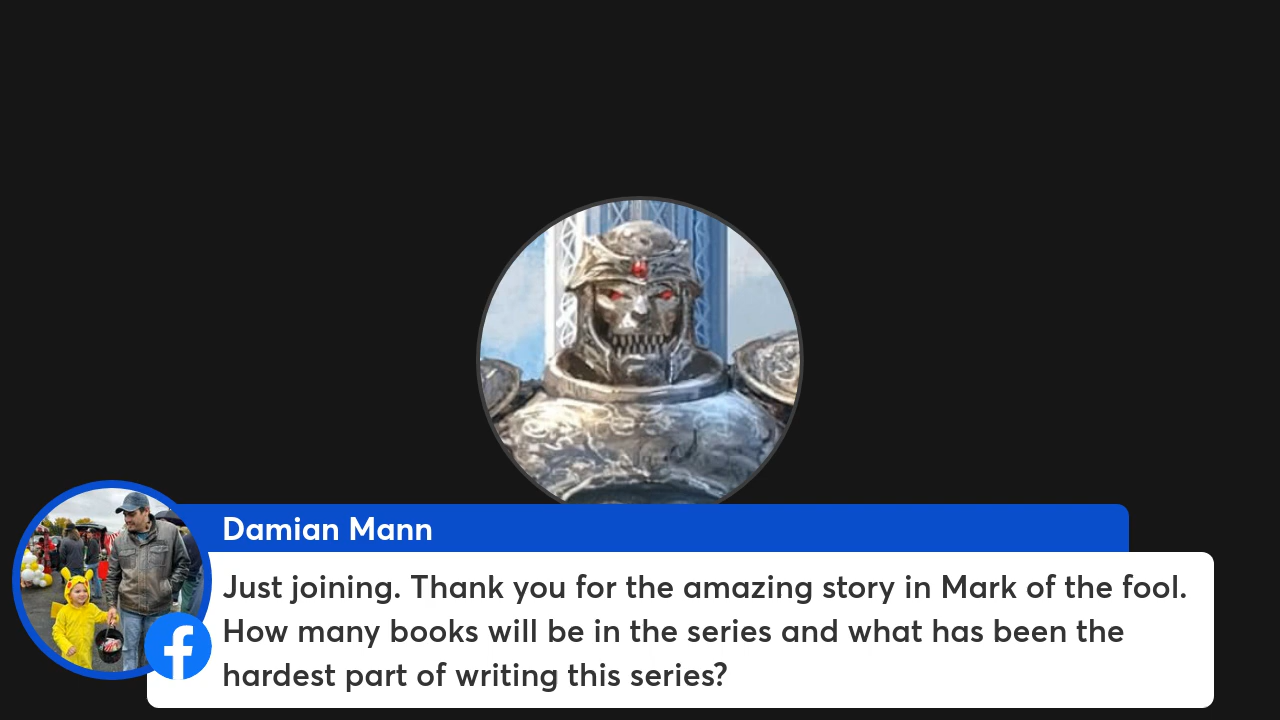 Damian Mann
Just joining. Thank you for the amazing story in Mark of the fool.
How many books will be in the series and what has been the
hardest part of writing this series?